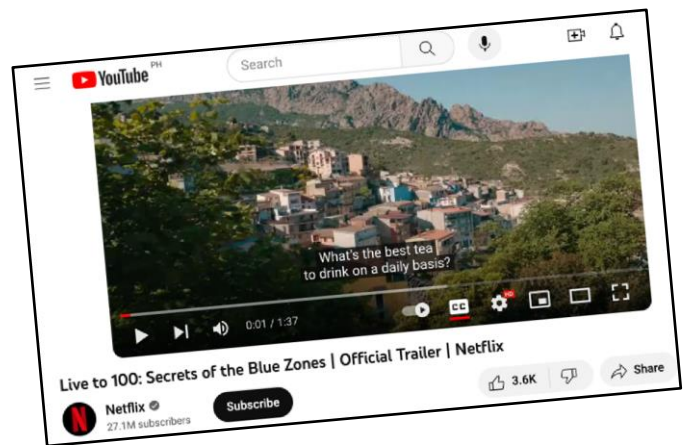 YouTube PH
Search
What's the best tea
to drink on a daily basis?
CC
HD
0:01 / 1:37
Live to 100: Secrets of the Blue Zones | Official Trailer | Netflix
N
Netflix
27.1M subscribers
Subscribe
3.6K
Share